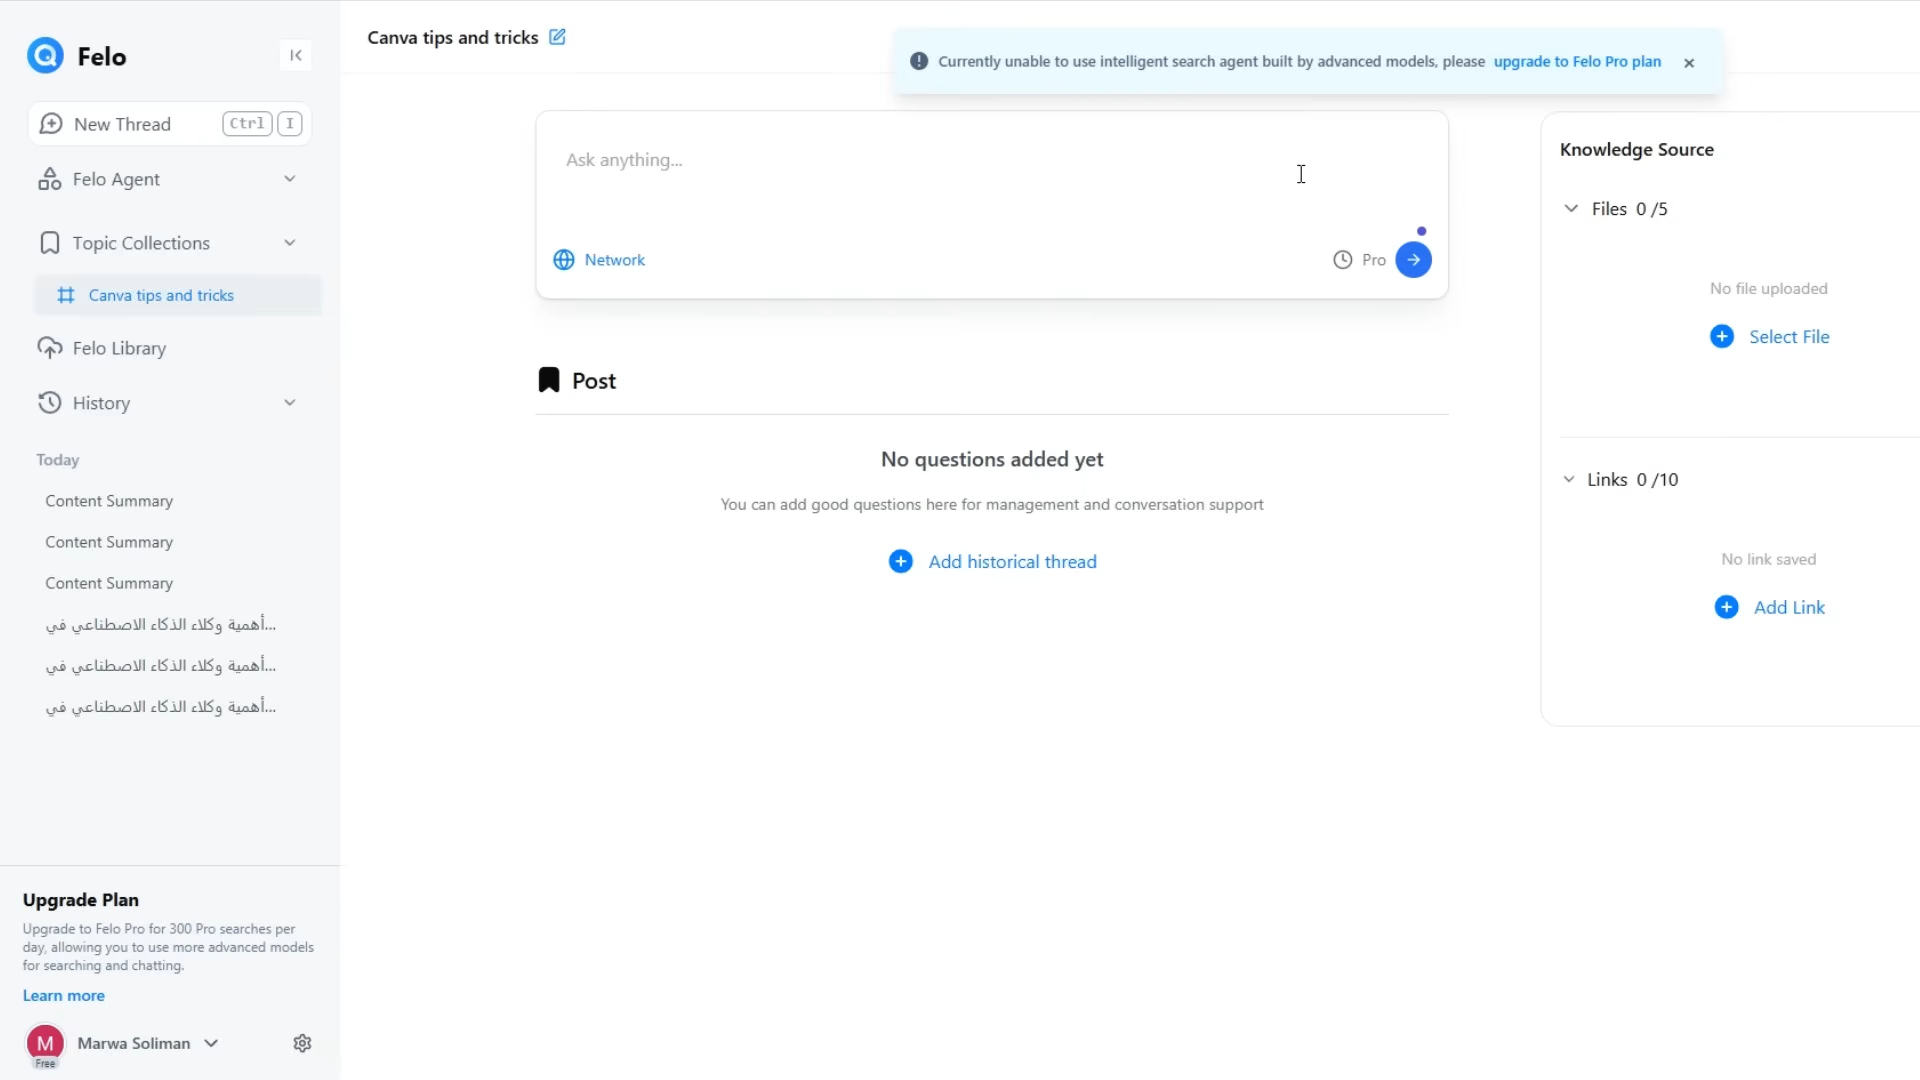 Felo
New Thread Ctrl I
Felo Agent
Topic Collections
Canva tips and tricks
Felo Library
History
Today
Content Summary
Content Summary
Content Summary
أهمية وكلاء الذكاء الاصطناعي في...
أهمية وكلاء الذكاء الاصطناعي في...
أهمية وكلاء الذكاء الاصطناعي في...
Upgrade Plan
Upgrade to Felo Pro for 300 Pro searches per
day, allowing you to use more advanced models
for searching and chatting.
Learn more
M
Free
Marwa Soliman
Canva tips and tricks
Currently unable to use intelligent search agent built by advanced models, please upgrade to Felo Pro plan
Ask anything...
Network
Pro
Post
No questions added yet
You can add good questions here for management and conversation support
Add historical thread
Knowledge Source
Files 0 /5
No file uploaded
Select File
Links 0 /10
No link saved
Add Link